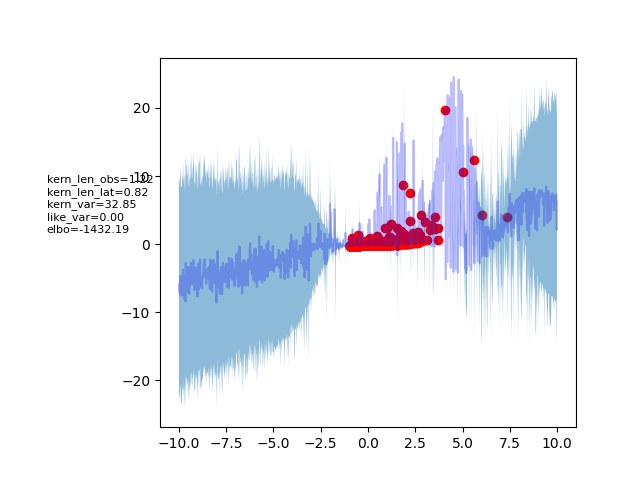 20
10
0
−10
−20
kern_len_obs=1.22
kern_len_lat=0.82
kern_var=32.85
like_var=0.00
elbo=-1432.19
−10.0 −7.5 −5.0 −2.5 0.0 2.5 5.0 7.5 10.0